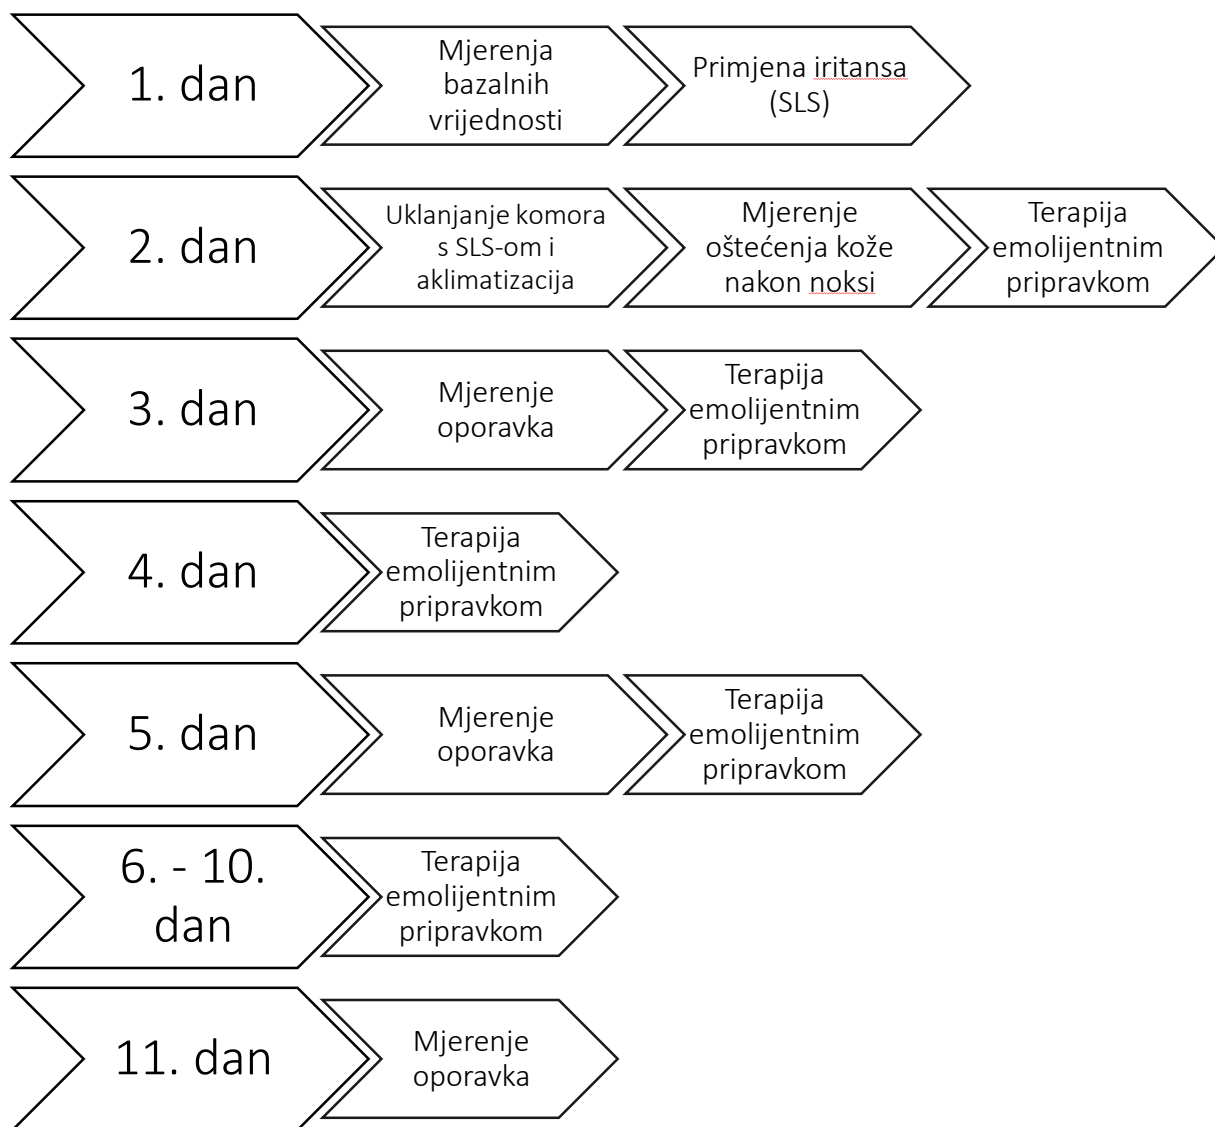 1. dan
Mjerenja
bazalnih
vrijednosti
Primjena iritansa
(SLS)
2. dan
Uklanjanje komora
s SLS-om i
aklimatizacija
Mjerenje
oštećenja kože
nakon noksi
Terapija
emolijentnim
pripravkom
3. dan
Mjerenje
oporavka
Terapija
emolijentnim
pripravkom
4. dan
Terapija
emolijentnim
pripravkom
5. dan
Mjerenje
oporavka
Terapija
emolijentnim
pripravkom
6. - 10.
dan
Terapija
emolijentnim
pripravkom
11. dan
Mjerenje
oporavka